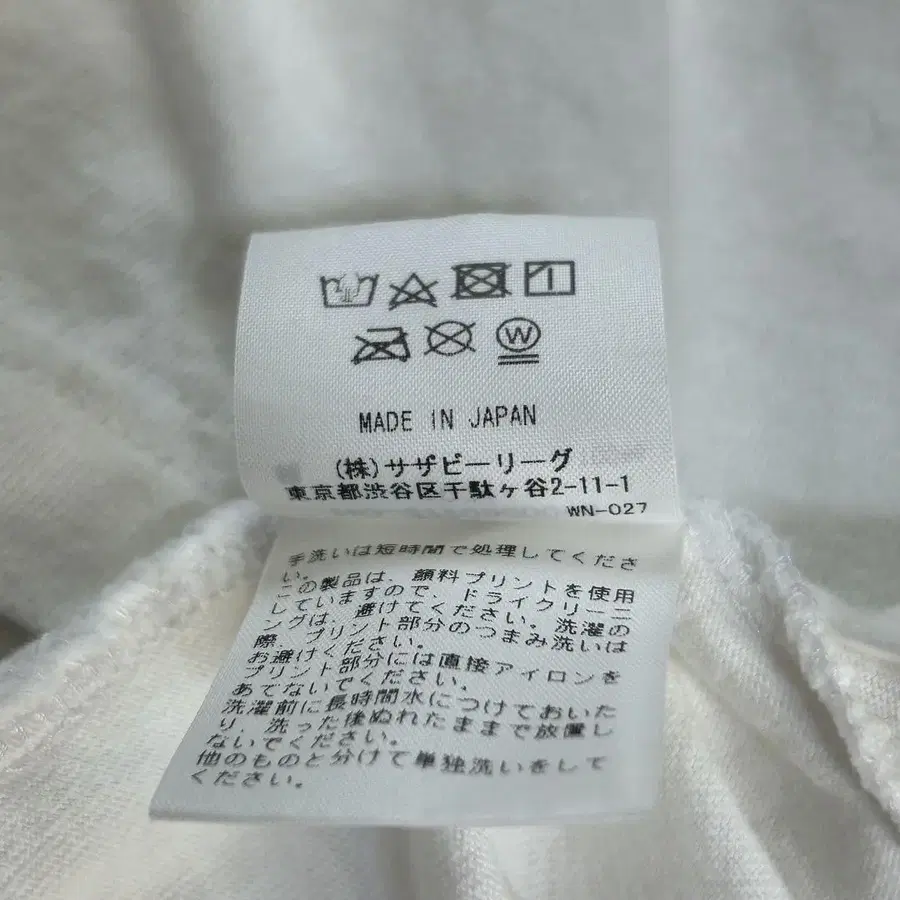 W
MADE IN JAPAN
(株)サザビーリーグ
東京都渋谷区千駄ヶ谷2-11-1
WN-027
手洗いは短時間で処理してくださ
い。
この製品は、顔料プリントを使用
していますので、ドライクリーニ
ングは、避けてください。洗濯の
際、プリント部分のつまみ洗いは
お避けください。
プリント部分には直接アイロンを
あてないでください。
洗濯前に長時間水につけておいた
り、洗った後ぬれたままで放置し
ないでください。
他のものと分けて単独洗いをして
ください。